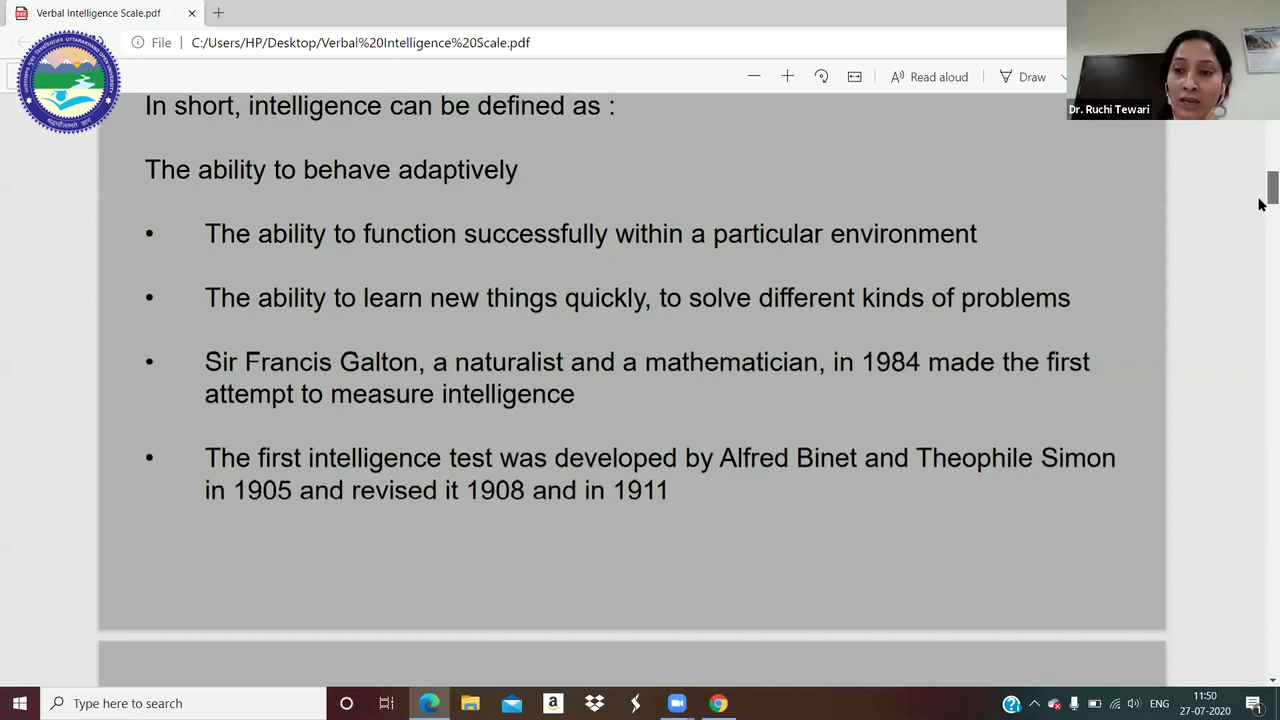 Verbal Intelligence Scale.pdf
File
C:/Users/HP/Desktop/Verbal%20Intelligence%20Scale.pdf
Read aloud
Draw
Dr. Ruchi Tewari
In short, intelligence can be defined as :
The ability to behave adaptively
• The ability to function successfully within a particular environment
• The ability to learn new things quickly, to solve different kinds of problems
• Sir Francis Galton, a naturalist and a mathematician, in 1984 made the first
attempt to measure intelligence
• The first intelligence test was developed by Alfred Binet and Theophile Simon
in 1905 and revised it 1908 and in 1911
Type here to search
ENG
11:50
27-07-2020
1